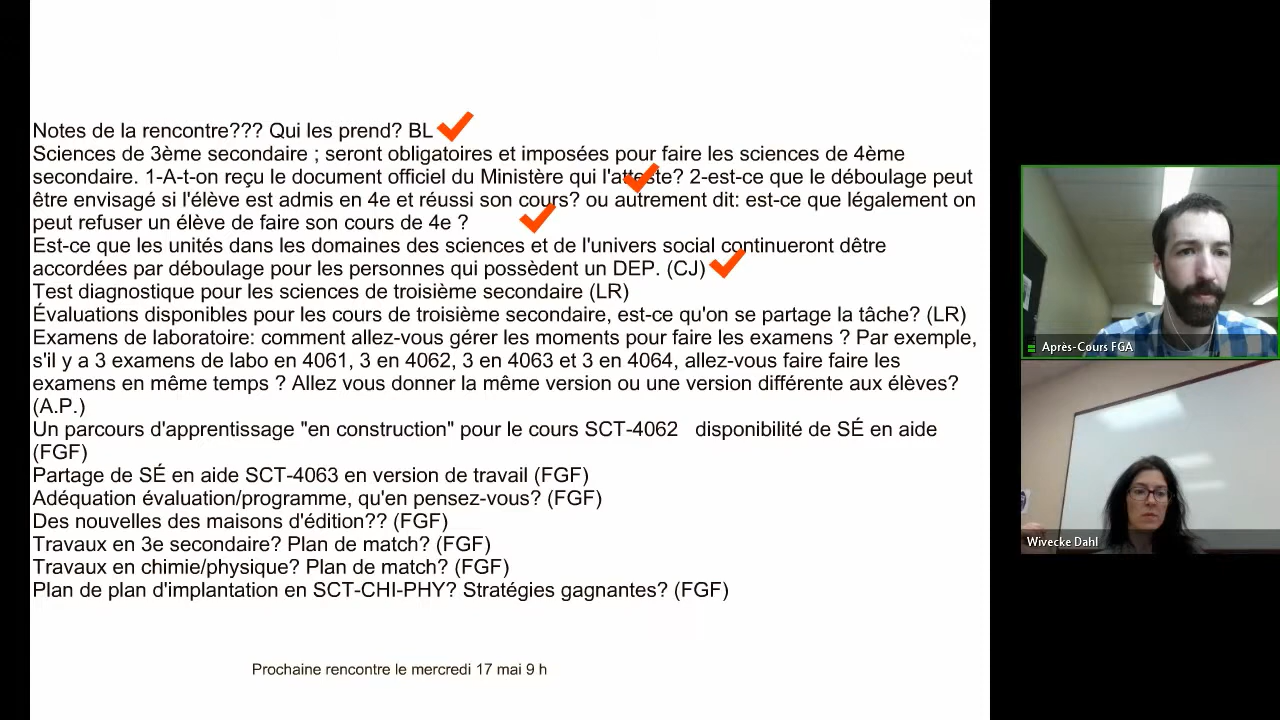 Notes de la rencontre??? Qui les prend? BL
Sciences de 3ème secondaire ; seront obligatoires et imposées pour faire les sciences de 4ème
secondaire. 1-A-t-on reçu le document officiel du Ministère qui l'atteste? 2-est-ce que le déboulage peut
être envisagé si l'élève est admis en 4e et réussi son cours? ou autrement dit: est-ce que légalement on
peut refuser un élève de faire son cours de 4e ?
Est-ce que les unités dans les domaines des sciences et de l'univers social continueront dêtre
accordées par déboulage pour les personnes qui possèdent un DEP. (CJ)
Test diagnostique pour les sciences de troisième secondaire (LR)
Évaluations disponibles pour les cours de troisième secondaire, est-ce qu'on se partage la tâche? (LR)
Examens de laboratoire: comment allez-vous gérer les moments pour faire les examens ? Par exemple,
s'il y a 3 examens de labo en 4061, 3 en 4062, 3 en 4063 et 3 en 4064, allez-vous faire faire les
examens en même temps ? Allez vous donner la même version ou une version différente aux élèves?
(A.P.)
Un parcours d'apprentissage "en construction" pour le cours SCT-4062   disponibilité de SÉ en aide
(FGF)
Partage de SÉ en aide SCT-4063 en version de travail (FGF)
Adéquation évaluation/programme, qu'en pensez-vous? (FGF)
Des nouvelles des maisons d'édition?? (FGF)
Travaux en 3e secondaire? Plan de match? (FGF)
Travaux en chimie/physique? Plan de match? (FGF)
Plan de plan d'implantation en SCT-CHI-PHY? Stratégies gagnantes? (FGF)
Prochaine rencontre le mercredi 17 mai 9 h
Après-Cours FGA
Wivecke Dahl